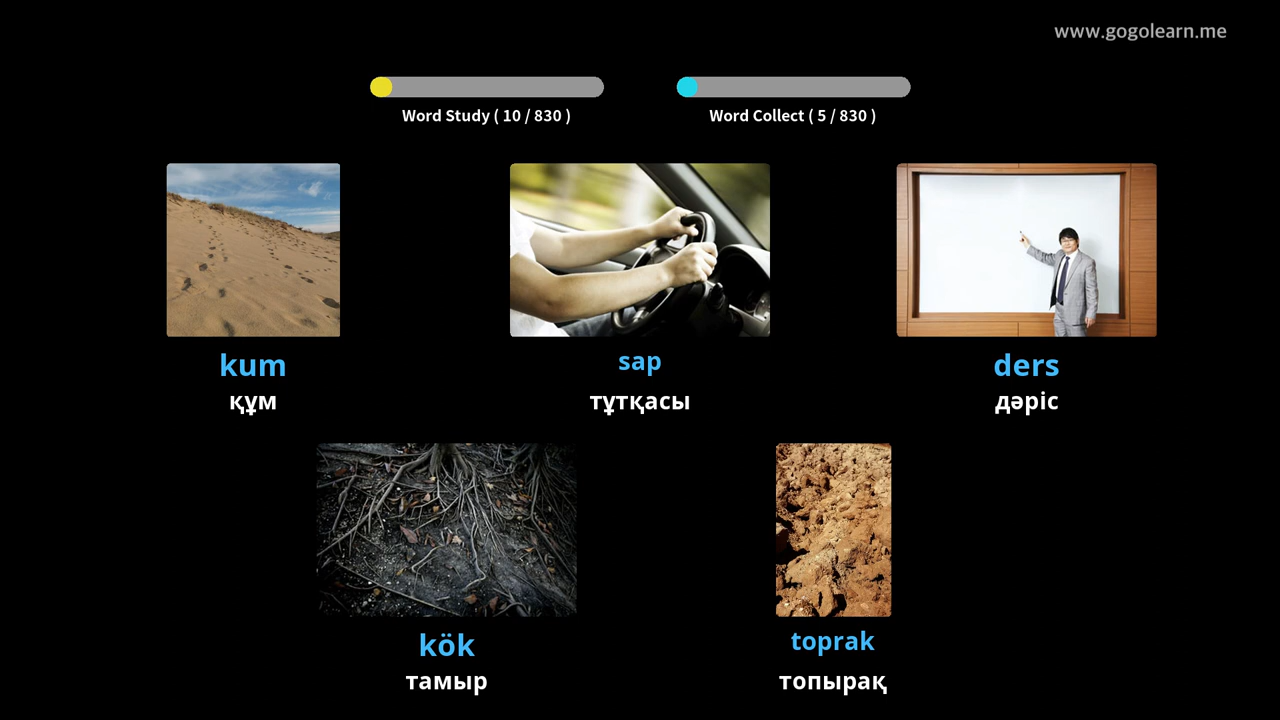 www.gogolearn.me
Word Study ( 10 / 830 )
Word Collect ( 5 / 830 )
kum
құм
sap
тұтқасы
ders
дәріс
kök
тамыр
toprak
топырақ